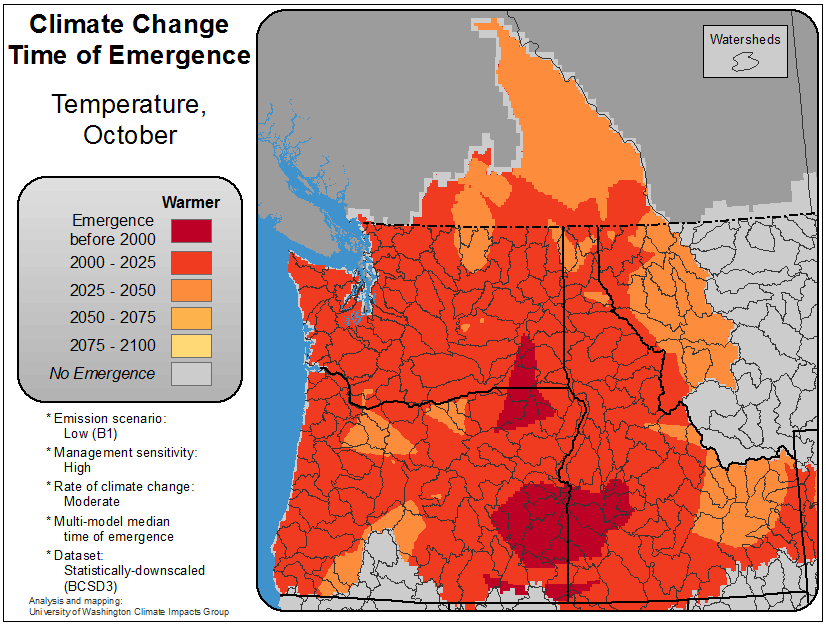 Climate Change
Time of Emergence
Temperature,
October
Warmer
Emergence
before 2000
2000 - 2025
2025 - 2050
2050 - 2075
2075 - 2100
No Emergence
* Emission scenario:
Low (B1)
* Management sensitivity:
High
* Rate of climate change:
Moderate
* Multi-model median
time of emergence
* Dataset:
Statistically-downscaled
(BCSD3)
Analysis and mapping:
University of Washington Climate Impacts Group
Watersheds